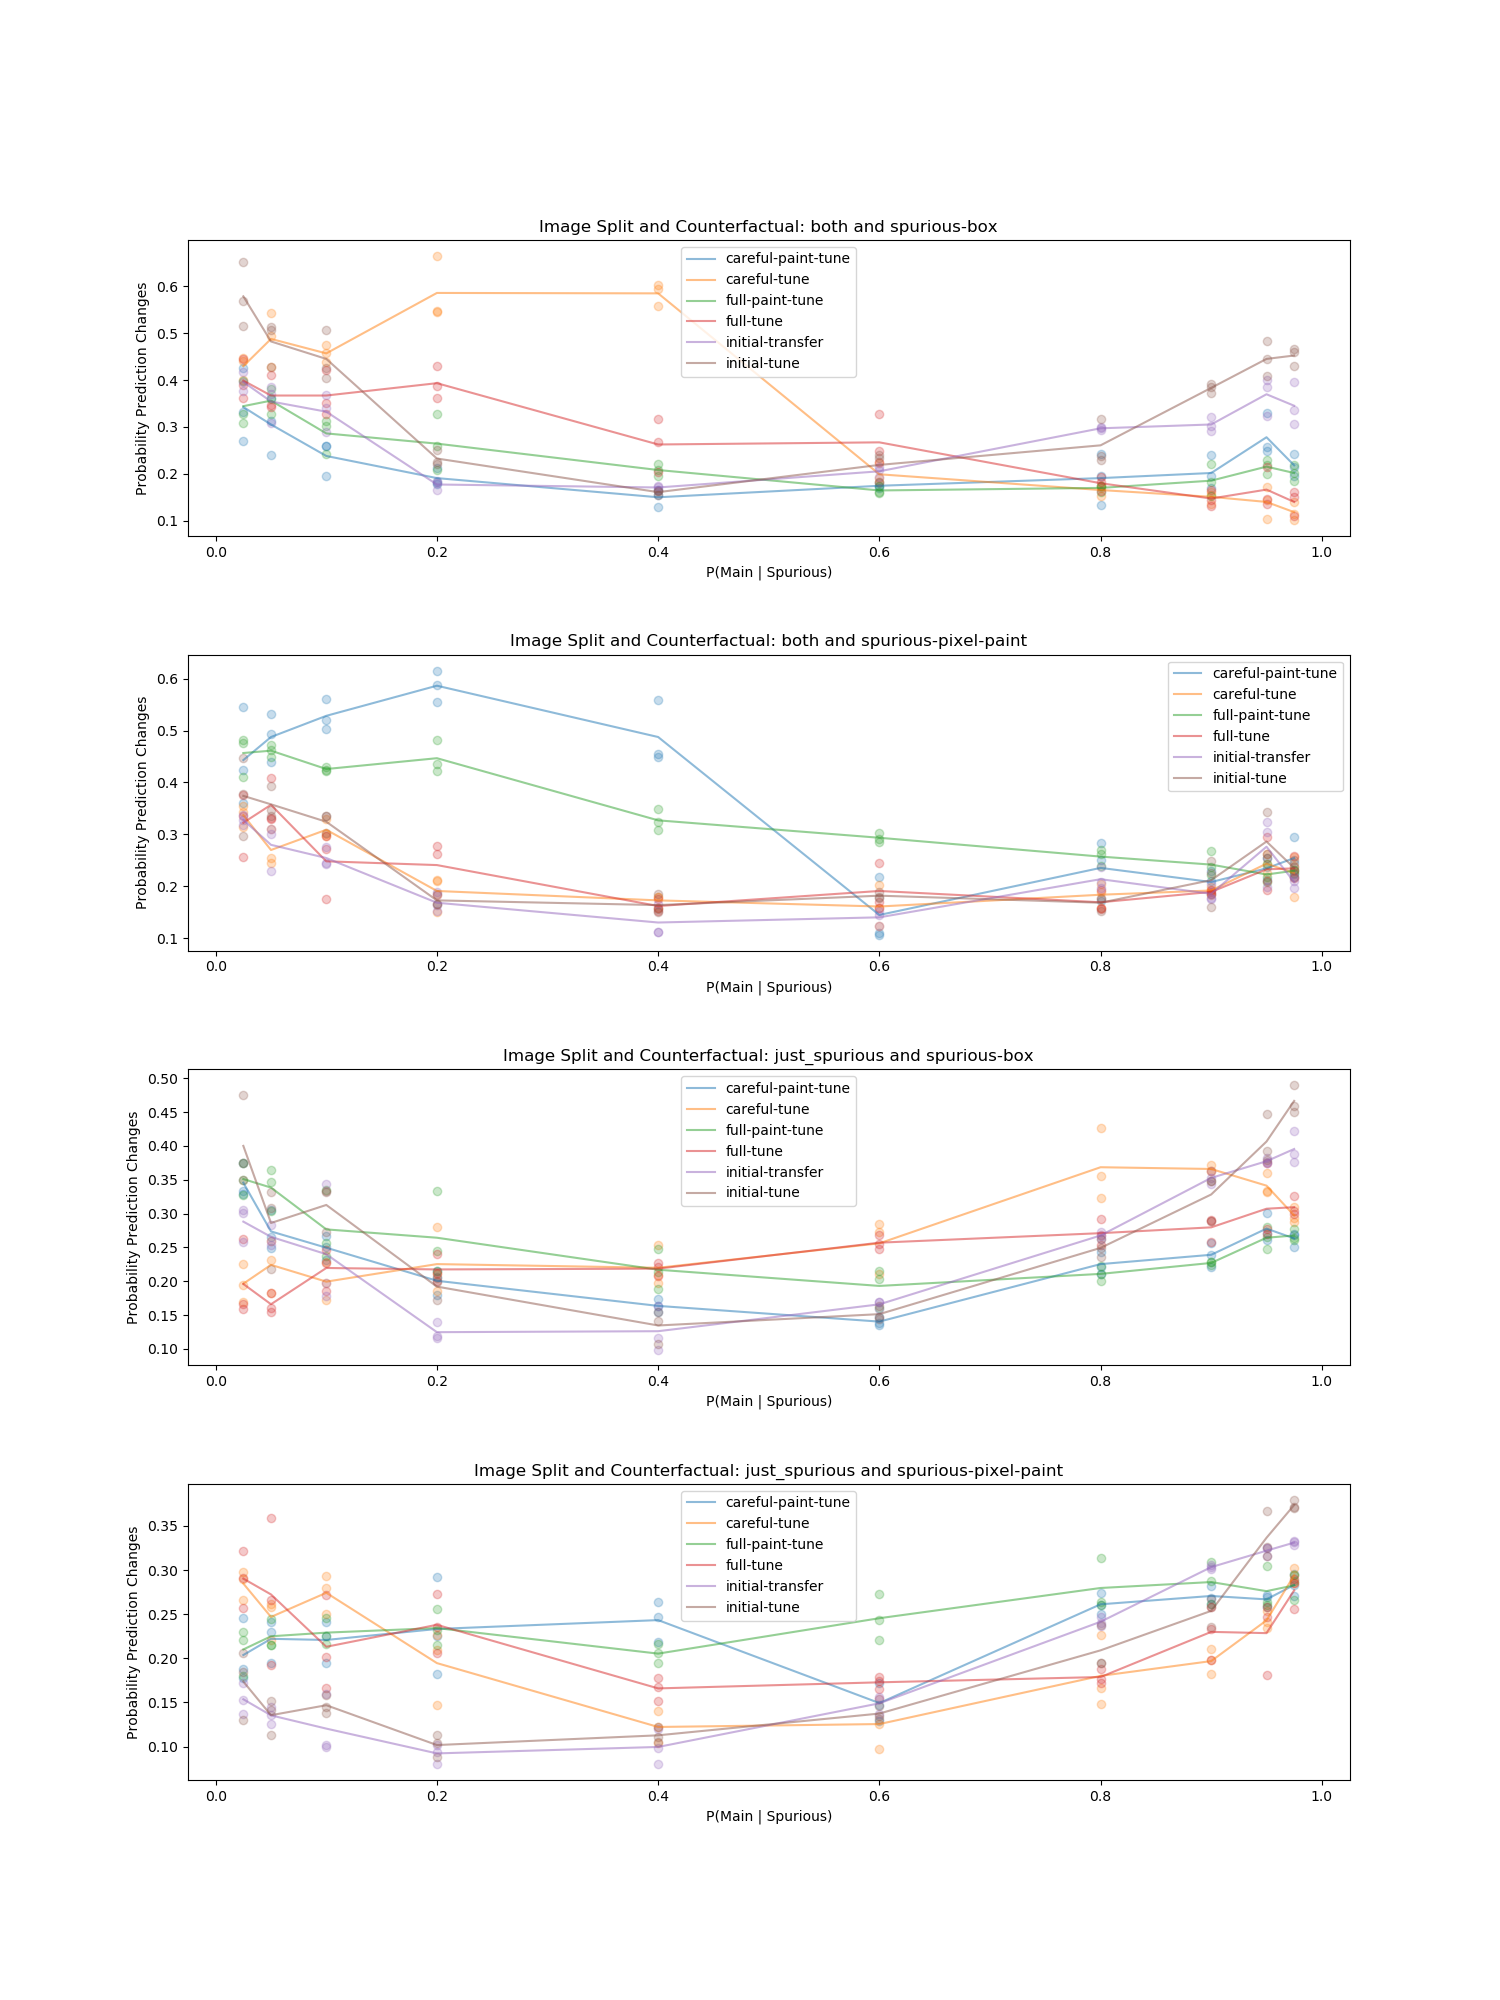 Image Split and Counterfactual: both and spurious-box
Probability Prediction Changes
0.6
0.5
0.4
0.3
0.2
0.1
careful-paint-tune
careful-tune
full-paint-tune
full-tune
initial-transfer
initial-tune
0.0 0.2 0.4 0.6 0.8 1.0
P(Main | Spurious)
Image Split and Counterfactual: both and spurious-pixel-paint
Probability Prediction Changes
0.6
0.5
0.4
0.3
0.2
0.1
careful-paint-tune
careful-tune
full-paint-tune
full-tune
initial-transfer
initial-tune
0.0 0.2 0.4 0.6 0.8 1.0
P(Main | Spurious)
Image Split and Counterfactual: just_spurious and spurious-box
Probability Prediction Changes
0.50
0.45
0.40
0.35
0.30
0.25
0.20
0.15
0.10
careful-paint-tune
careful-tune
full-paint-tune
full-tune
initial-transfer
initial-tune
0.0 0.2 0.4 0.6 0.8 1.0
P(Main | Spurious)
Image Split and Counterfactual: just_spurious and spurious-pixel-paint
Probability Prediction Changes
0.35
0.30
0.25
0.20
0.15
0.10
careful-paint-tune
careful-tune
full-paint-tune
full-tune
initial-transfer
initial-tune
0.0 0.2 0.4 0.6 0.8 1.0
P(Main | Spurious)